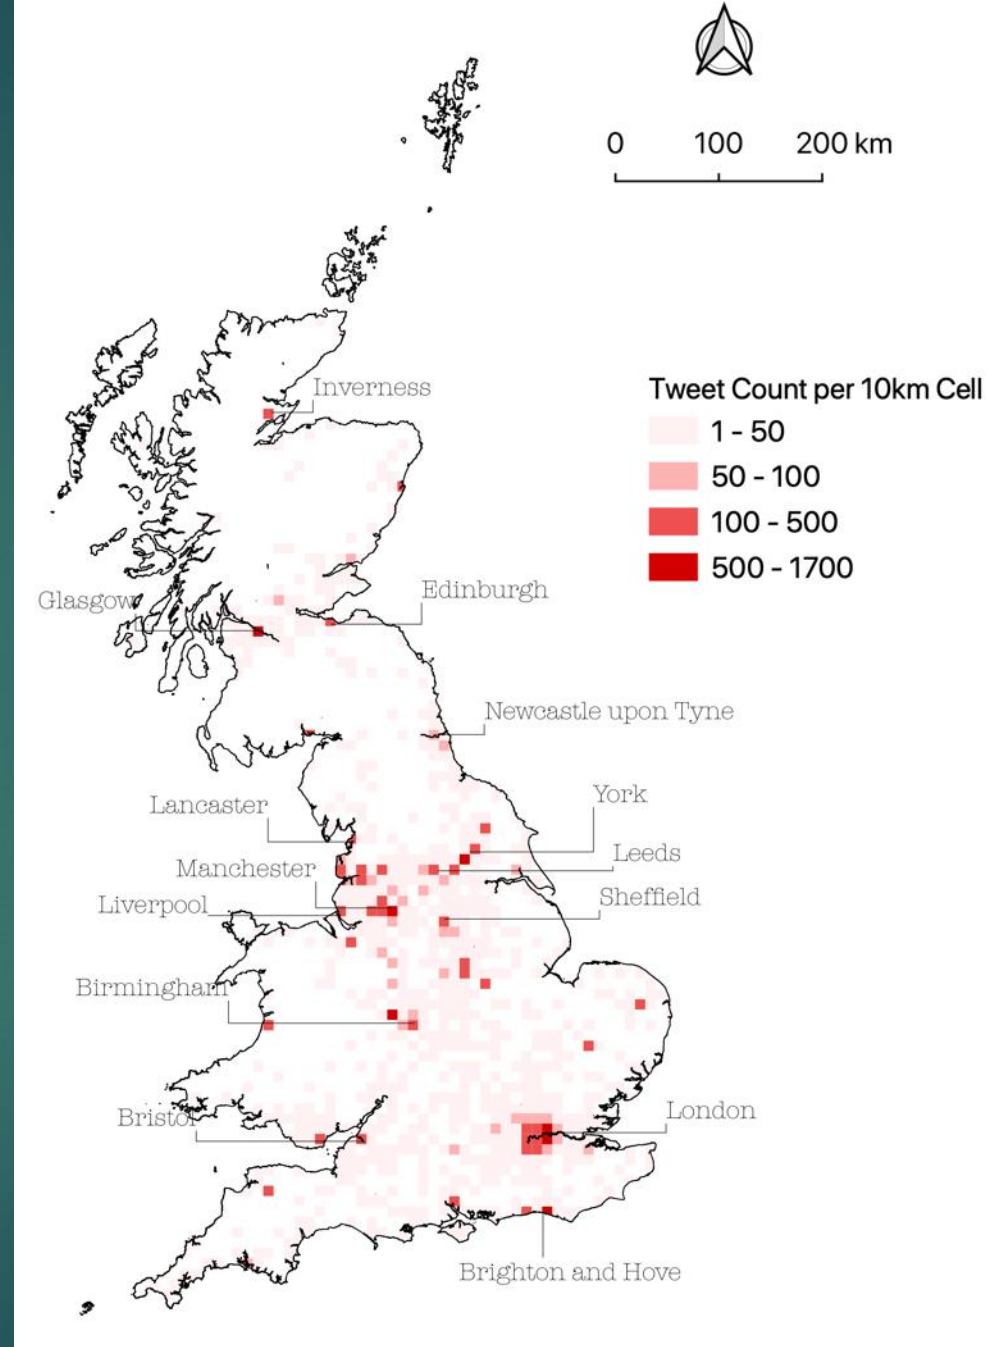 0 100 200 km
Inverness
Tweet Count per 10km Cell
1 - 50
50 - 100
100 - 500
500 - 1700
Glasgow
Edinburgh
Newcastle upon Tyne
Lancaster
York
Manchester
Leeds
Liverpool
Sheffield
Birmingham
Bristol
London
Brighton and Hove